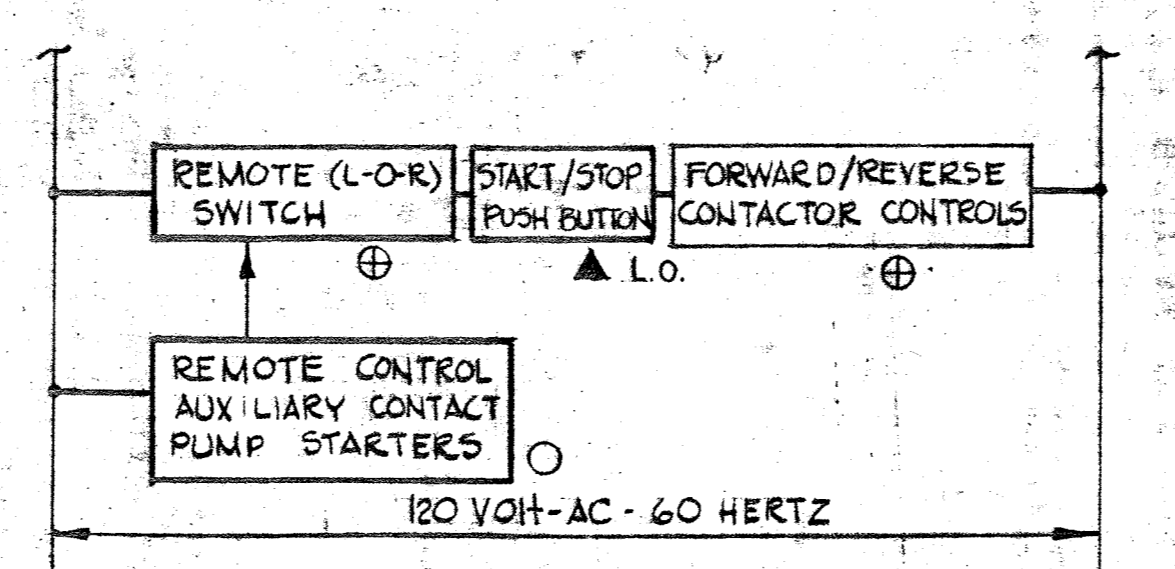 REMOTE (L-O-R)
SWITCH
START/STOP
PUSH BUTTON
FORWARD/REVERSE
CONTACTOR CONTROLS
L.O.
REMOTE CONTROL
AUXILIARY CONTACT
PUMP STARTERS
120 VOLT-AC - 60 HERTZ